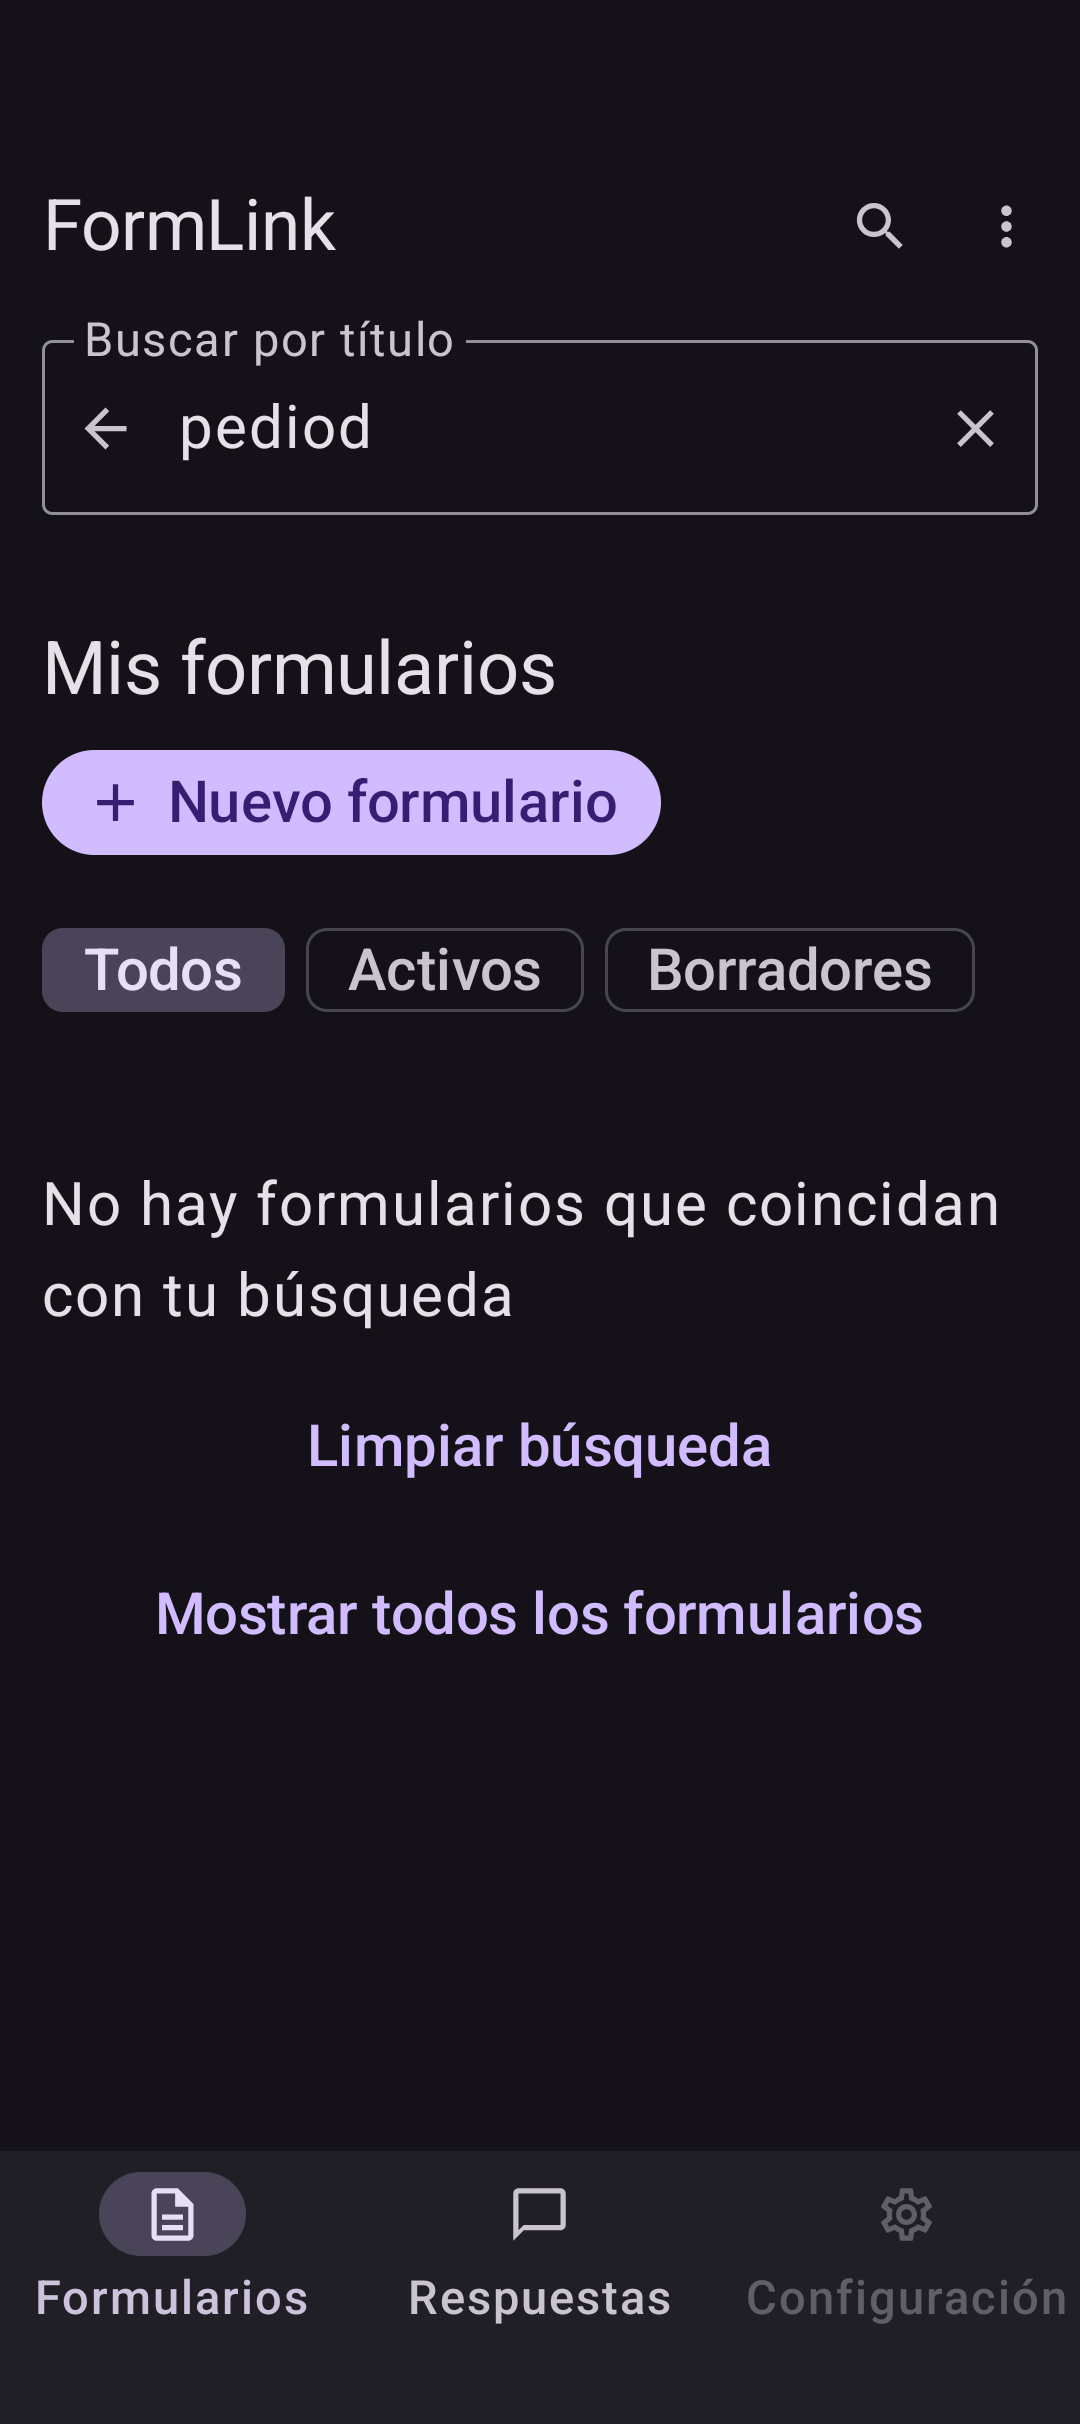 FormLink
Buscar por título
pediod
Mis formularios
Nuevo formulario
Todos
Activos
Borradores
No hay formularios que coincidan
con tu búsqueda
Limpiar búsqueda
Mostrar todos los formularios
Formularios
Respuestas
Configuración